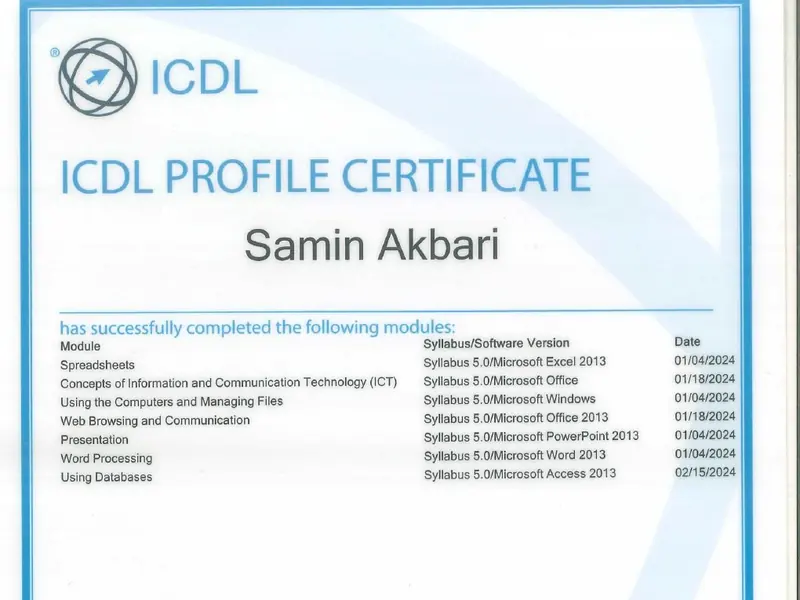 ® ICDL
ICDL PROFILE CERTIFICATE
Samin Akbari
has successfully completed the following modules:
Module Syllabus/Software Version Date
Spreadsheets Syllabus 5.0/Microsoft Excel 2013 01/04/2024
Concepts of Information and Communication Technology (ICT) Syllabus 5.0/Microsoft Office 01/18/2024
Using the Computers and Managing Files Syllabus 5.0/Microsoft Windows 01/04/2024
Web Browsing and Communication Syllabus 5.0/Microsoft Office 2013 01/18/2024
Presentation Syllabus 5.0/Microsoft PowerPoint 2013 01/04/2024
Word Processing Syllabus 5.0/Microsoft Word 2013 01/04/2024
Using Databases Syllabus 5.0/Microsoft Access 2013 02/15/2024